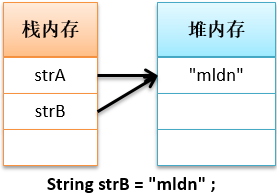 栈内存 堆内存
strA "mldn"
strB
String strB = "mldn" ;